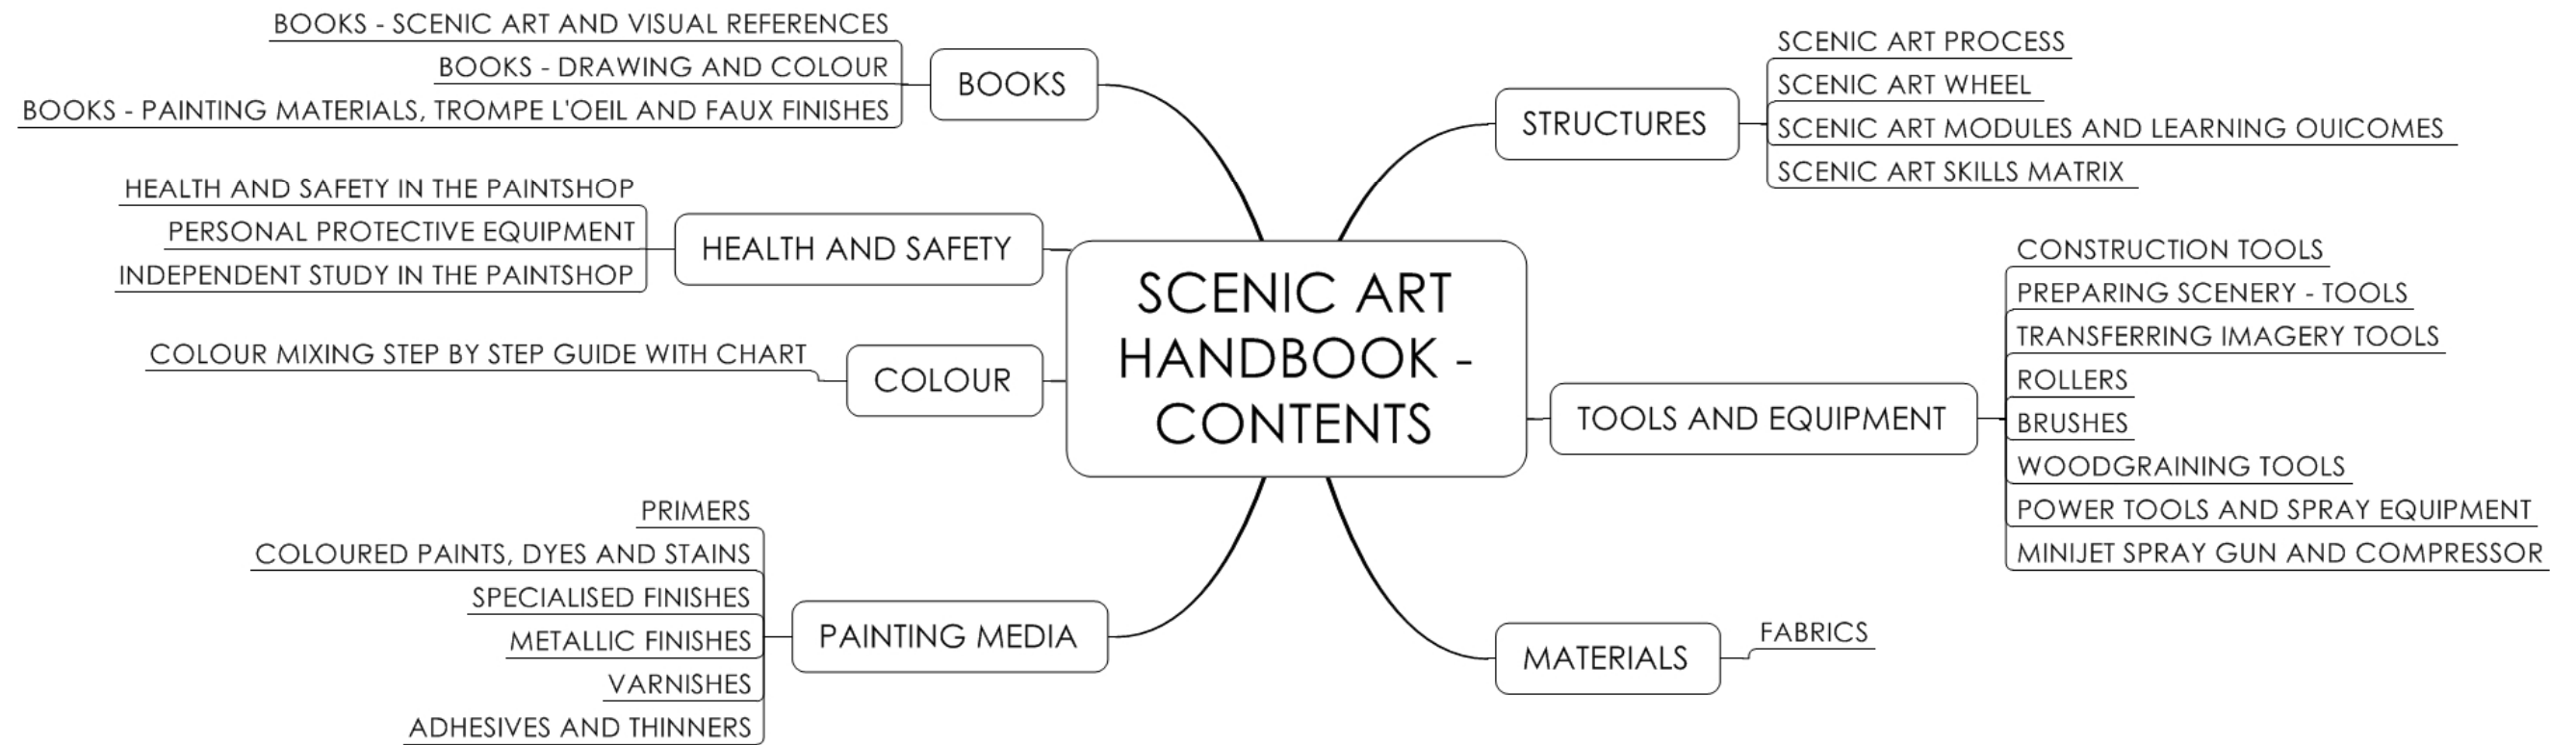 SCENIC ART
HANDBOOK -
CONTENTS
STRUCTURES
SCENIC ART PROCESS
SCENIC ART WHEEL
SCENIC ART MODULES AND LEARNING OUICOMES
SCENIC ART SKILLS MATRIX
TOOLS AND EQUIPMENT
CONSTRUCTION TOOLS
PREPARING SCENERY - TOOLS
TRANSFERRING IMAGERY TOOLS
ROLLERS
BRUSHES
WOODGRAINING TOOLS
POWER TOOLS AND SPRAY EQUIPMENT
MINIJET SPRAY GUN AND COMPRESSOR
MATERIALS
FABRICS
BOOKS
BOOKS - SCENIC ART AND VISUAL REFERENCES
BOOKS - DRAWING AND COLOUR
BOOKS - PAINTING MATERIALS, TROMPE L'OEIL AND FAUX FINISHES
HEALTH AND SAFETY
HEALTH AND SAFETY IN THE PAINTSHOP
PERSONAL PROTECTIVE EQUIPMENT
INDEPENDENT STUDY IN THE PAINTSHOP
COLOUR
COLOUR MIXING STEP BY STEP GUIDE WITH CHART
PAINTING MEDIA
PRIMERS
COLOURED PAINTS, DYES AND STAINS
SPECIALISED FINISHES
METALLIC FINISHES
VARNISHES
ADHESIVES AND THINNERS